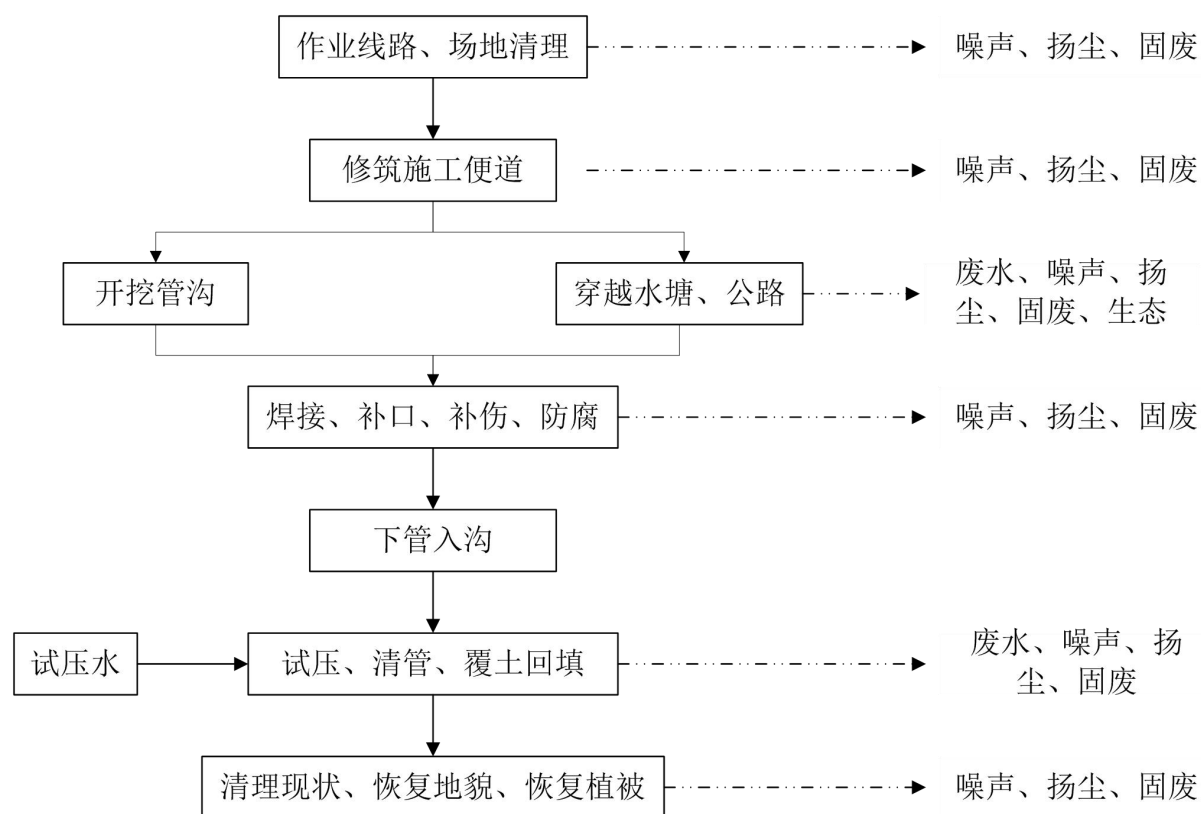 作业线路、场地清理
噪声、扬尘、固废
修筑施工便道
噪声、扬尘、固废
开挖管沟
穿越水塘、公路
废水、噪声、扬
尘、固废、生态
焊接、补口、补伤、防腐
噪声、扬尘、固废
下管入沟
试压水
试压、清管、覆土回填
废水、噪声、扬
尘、固废
清理现状、恢复地貌、恢复植被
噪声、扬尘、固废